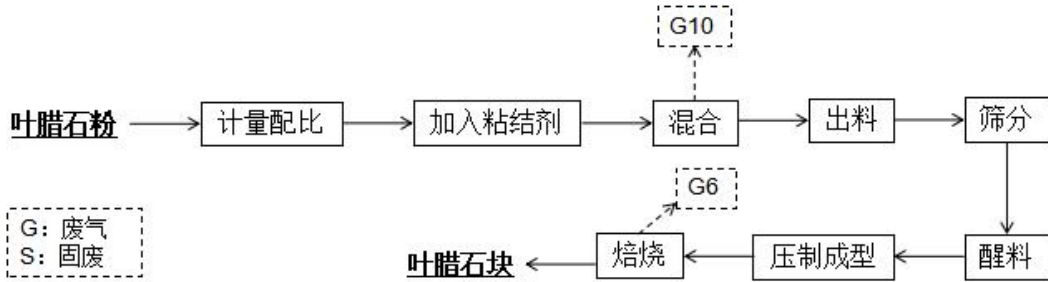 G10
叶腊石粉
计量配比
加入粘结剂
混合
出料
筛分
G6
G：废气
S：固废
叶腊石块
焙烧
压制成型
醒料